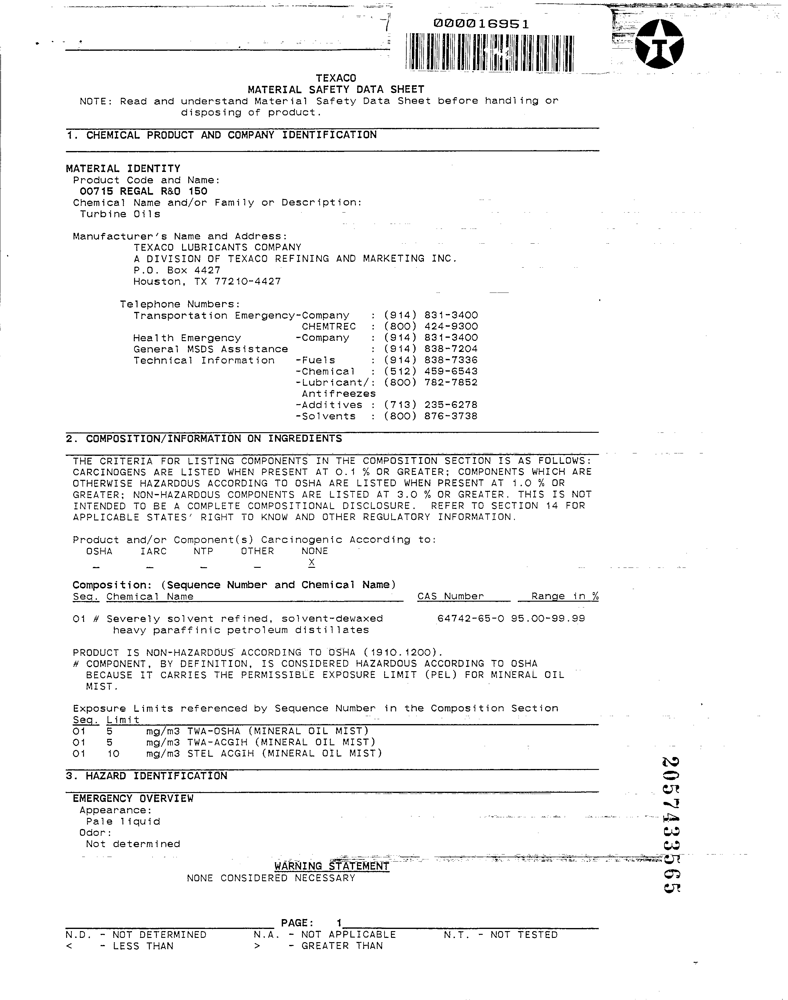 000016951
T
TEXACO
MATERIAL SAFETY DATA SHEET
NOTE: Read and understand Material Safety Data Sheet before handling or
disposing of product.
1. CHEMICAL PRODUCT AND COMPANY IDENTIFICATION
MATERIAL IDENTITY
Product Code and Name:
00715 REGAL R&O 150
Chemical Name and/or Family or Description:
Turbine Oils
Manufacturer's Name and Address:
TEXACO LUBRICANTS COMPANY
A DIVISION OF TEXACO REFINING AND MARKETING INC.
P.O. Box 4427
Houston, TX 77210-4427
Telephone Numbers:
Transportation Emergency-Company : (914) 831-3400
CHEMTREC : (800) 424-9300
Health Emergency -Company : (914) 831-3400
General MSDS Assistance : (914) 838-7204
Technical Information -Fuels : (914) 838-7336
-Chemical : (512) 459-6543
-Lubricant/: (800) 782-7852
Antifreezes
-Additives : (713) 235-6278
-Solvents : (800) 876-3738
2. COMPOSITION/INFORMATION ON INGREDIENTS
THE CRITERIA FOR LISTING COMPONENTS IN THE COMPOSITION SECTION IS AS FOLLOWS:
CARCINOGENS ARE LISTED WHEN PRESENT AT 0.1 % OR GREATER; COMPONENTS WHICH ARE
OTHERWISE HAZARDOUS ACCORDING TO OSHA ARE LISTED WHEN PRESENT AT 1.0 % OR
GREATER; NON-HAZARDOUS COMPONENTS ARE LISTED AT 3.0 % OR GREATER. THIS IS NOT
INTENDED TO BE A COMPLETE COMPOSITIONAL DISCLOSURE. REFER TO SECTION 14 FOR
APPLICABLE STATES' RIGHT TO KNOW AND OTHER REGULATORY INFORMATION.
Product and/or Component(s) Carcinogenic According to:
OSHA IARC NTP OTHER NONE
_ _ _ _ X
Composition: (Sequence Number and Chemical Name)
Seq. Chemical Name CAS Number Range in %
01 # Severely solvent refined, solvent-dewaxed 64742-65-0 95.00-99.99
heavy paraffinic petroleum distillates
PRODUCT IS NON-HAZARDOUS ACCORDING TO OSHA (1910.1200).
# COMPONENT, BY DEFINITION, IS CONSIDERED HAZARDOUS ACCORDING TO OSHA
BECAUSE IT CARRIES THE PERMISSIBLE EXPOSURE LIMIT (PEL) FOR MINERAL OIL
MIST.
Exposure Limits referenced by Sequence Number in the Composition Section
Seq. Limit
01 5 mg/m3 TWA-OSHA (MINERAL OIL MIST)
01 5 mg/m3 TWA-ACGIH (MINERAL OIL MIST)
01 10 mg/m3 STEL ACGIH (MINERAL OIL MIST)
3. HAZARD IDENTIFICATION
EMERGENCY OVERVIEW
Appearance:
Pale liquid
Odor:
Not determined
WARNING STATEMENT
NONE CONSIDERED NECESSARY
2057433565
PAGE: 1
N.D. - NOT DETERMINED N.A. - NOT APPLICABLE N.T. - NOT TESTED
< - LESS THAN > - GREATER THAN